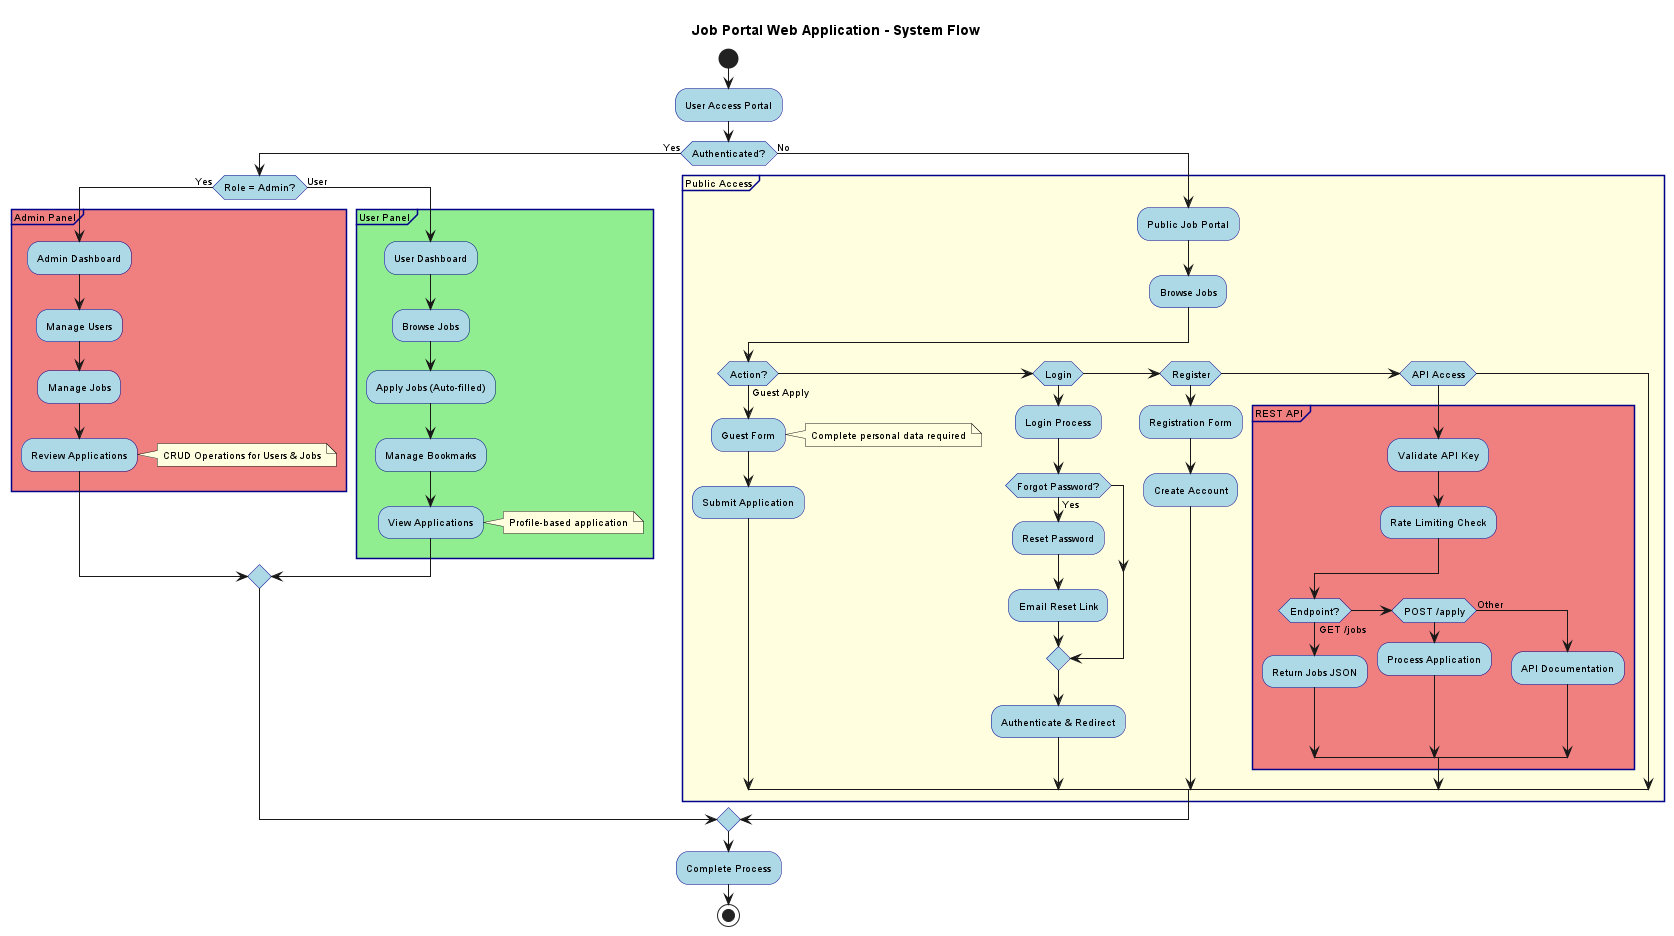 Job Portal Web Application - System Flow
User Access Portal
Authenticated?
Yes
No
Role = Admin?
Yes
User
Admin Panel
Admin Dashboard
Manage Users
Manage Jobs
Review Applications
CRUD Operations for Users & Jobs
User Panel
User Dashboard
Browse Jobs
Apply Jobs (Auto-filled)
Manage Bookmarks
View Applications
Profile-based application
Public Access
Public Job Portal
Browse Jobs
Action?
Guest Apply
Guest Form
Complete personal data required
Submit Application
Login
Login Process
Forgot Password?
Yes
Reset Password
Email Reset Link
Authenticate & Redirect
Register
Registration Form
Create Account
API Access
REST API
Validate API Key
Rate Limiting Check
Endpoint?
GET /jobs
Return Jobs JSON
POST /apply
Process Application
Other
API Documentation
Complete Process